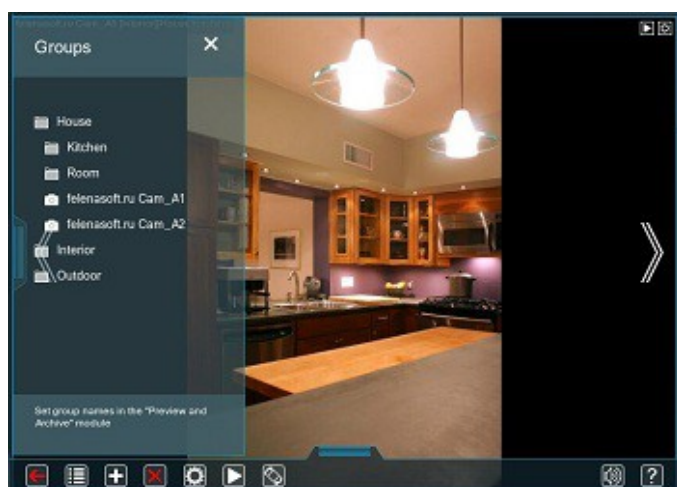 Groups
House
Kitchen
Room
felenasoft.ru Cam_A1
felenasoft.ru Cam_A2
Interior
Outdoor
Set group names in the "Preview and
Archive" module
?